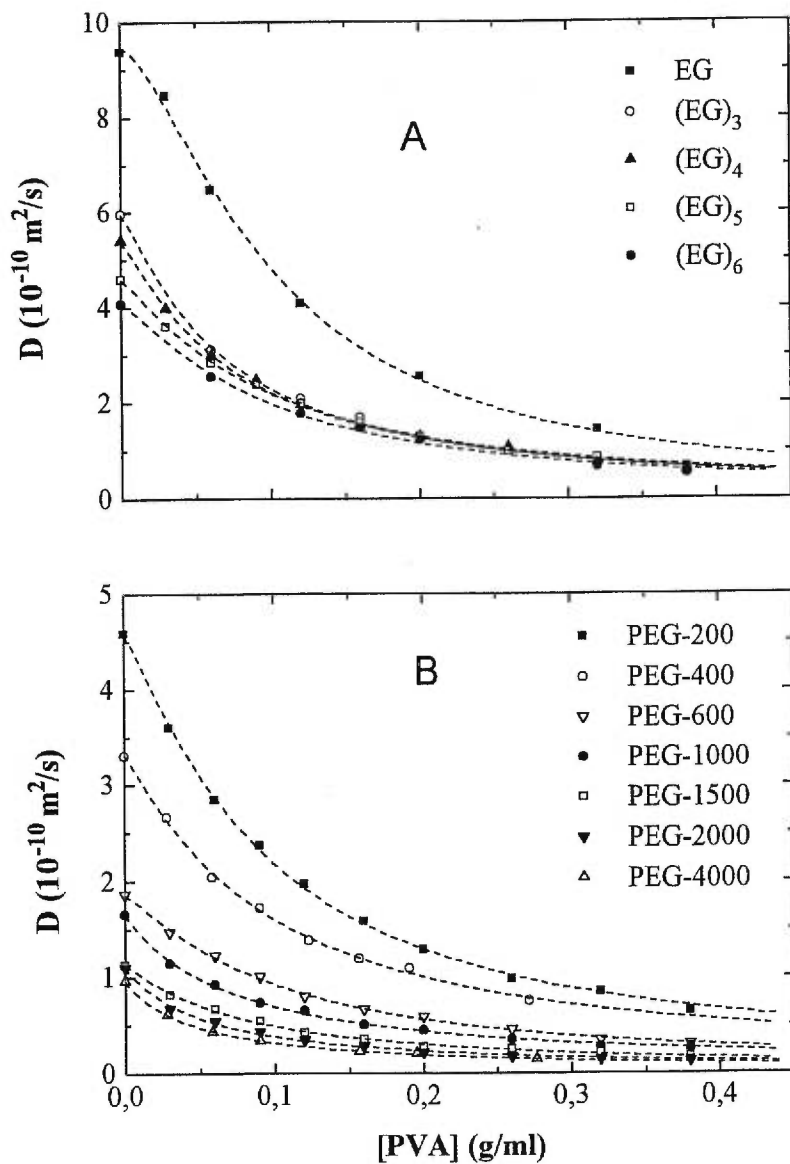 10
8
6
4
2
0
D (10⁻¹⁰ m²/s)
A
EG
(EG)₃
(EG)₄
(EG)₅
(EG)₆
5
4
3
2
1
0
D (10⁻¹⁰ m²/s)
B
PEG-200
PEG-400
PEG-600
PEG-1000
PEG-1500
PEG-2000
PEG-4000
0,0 0,1 0,2 0,3 0,4
[PVA] (g/ml)